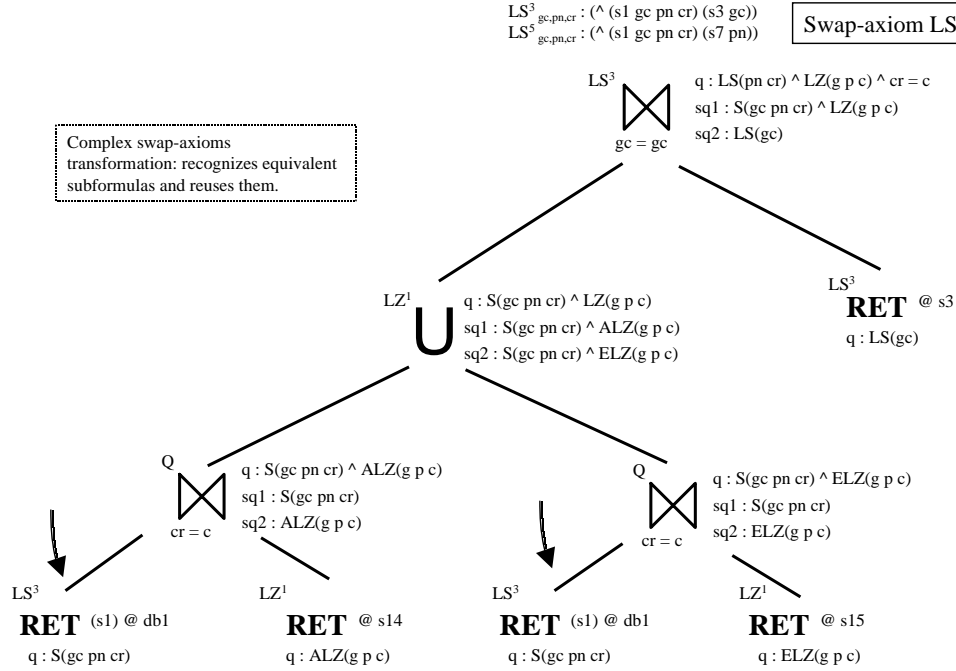 LS³ gc,pn,cr : (^ (s1 gc pn cr) (s3 gc))
LS⁵ gc,pn,cr : (^ (s1 gc pn cr) (s7 pn))
Swap-axiom LS
LS³
q : LS(pn cr) ^ LZ(g p c) ^ cr = c
sq1 : S(gc pn cr) ^ LZ(g p c)
sq2 : LS(gc)
gc = gc
Complex swap-axioms
transformation: recognizes equivalent
subformulas and reuses them.
LZ¹
U
q : S(gc pn cr) ^ LZ(g p c)
sq1 : S(gc pn cr) ^ ALZ(g p c)
sq2 : S(gc pn cr) ^ ELZ(g p c)
LS³
RET @ s3
q : LS(gc)
Q
q : S(gc pn cr) ^ ALZ(g p c)
sq1 : S(gc pn cr)
sq2 : ALZ(g p c)
cr = c
Q
q : S(gc pn cr) ^ ELZ(g p c)
sq1 : S(gc pn cr)
sq2 : ELZ(g p c)
cr = c
LS³
RET (s1) @ db1
q : S(gc pn cr)
LZ¹
RET @ s14
q : ALZ(g p c)
LS³
RET (s1) @ db1
q : S(gc pn cr)
LZ¹
RET @ s15
q : ELZ(g p c)